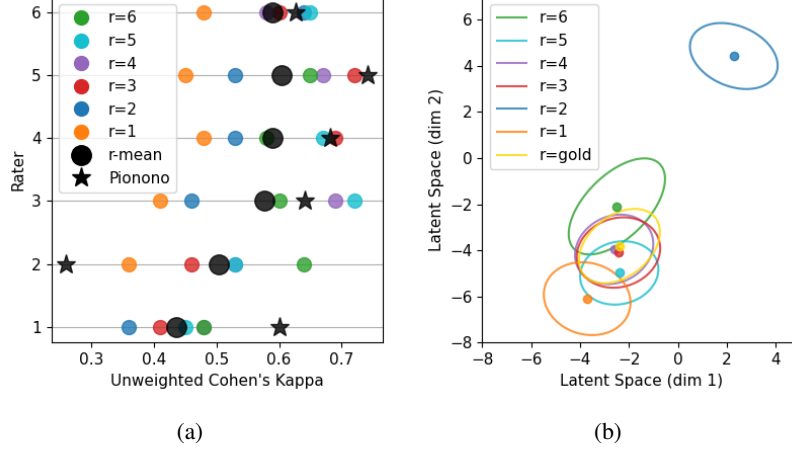 r=6
r=5
r=4
r=3
r=2
r=1
r-mean
Pionono
Rater
6
5
4
3
2
1
0.3 0.4 0.5 0.6 0.7
Unweighted Cohen's Kappa
(a)
r=6
r=5
r=4
r=3
r=2
r=1
r=gold
Latent Space (dim 2)
6
4
2
0
−2
−4
−6
−8
−8 −6 −4 −2 0 2 4
Latent Space (dim 1)
(b)